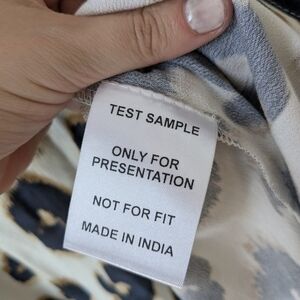 TEST SAMPLE
ONLY FOR
PRESENTATION
NOT FOR FIT
MADE IN INDIA